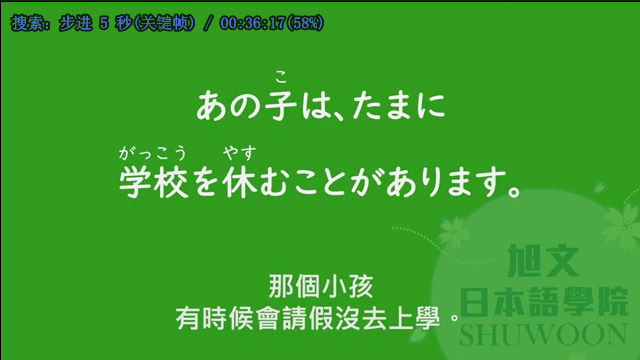 搜索: 步进 5 秒(关键帧) / 00:36:17(58%)
こ
あの子は、たまに
がっこう やす
学校を休むことがあります。
那個小孩
有時候會請假沒去上學。
旭文
日本語學院
SHUWOON